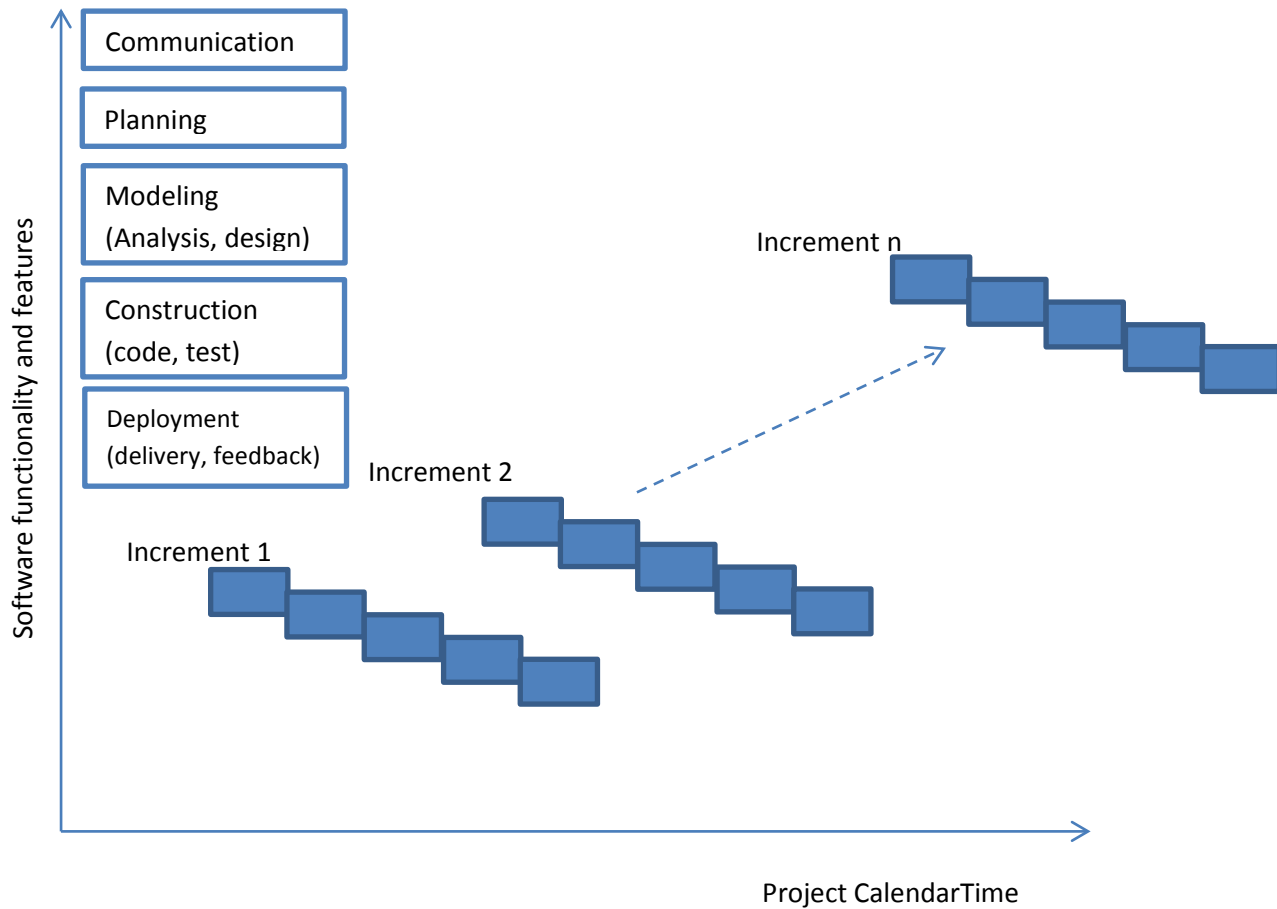 Communication
Planning
Modeling
(Analysis, design)
Construction
(code, test)
Deployment
(delivery, feedback)
Software functionality and features
Increment n
Increment 2
Increment 1
Project CalendarTime